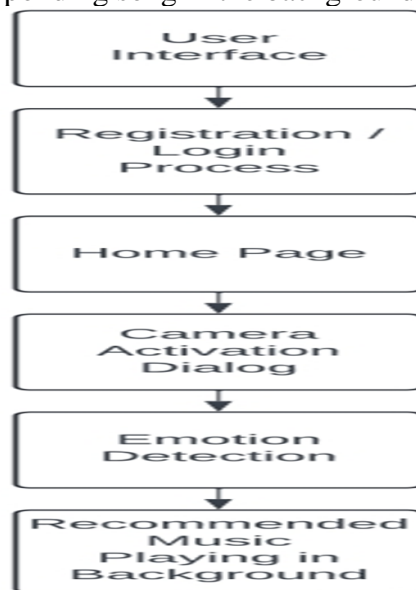 User
Interface
Registration /
Login
Process
Home Page
Camera
Activation
Dialog
Emotion
Detection
Recommended
Music
Playing in
Background